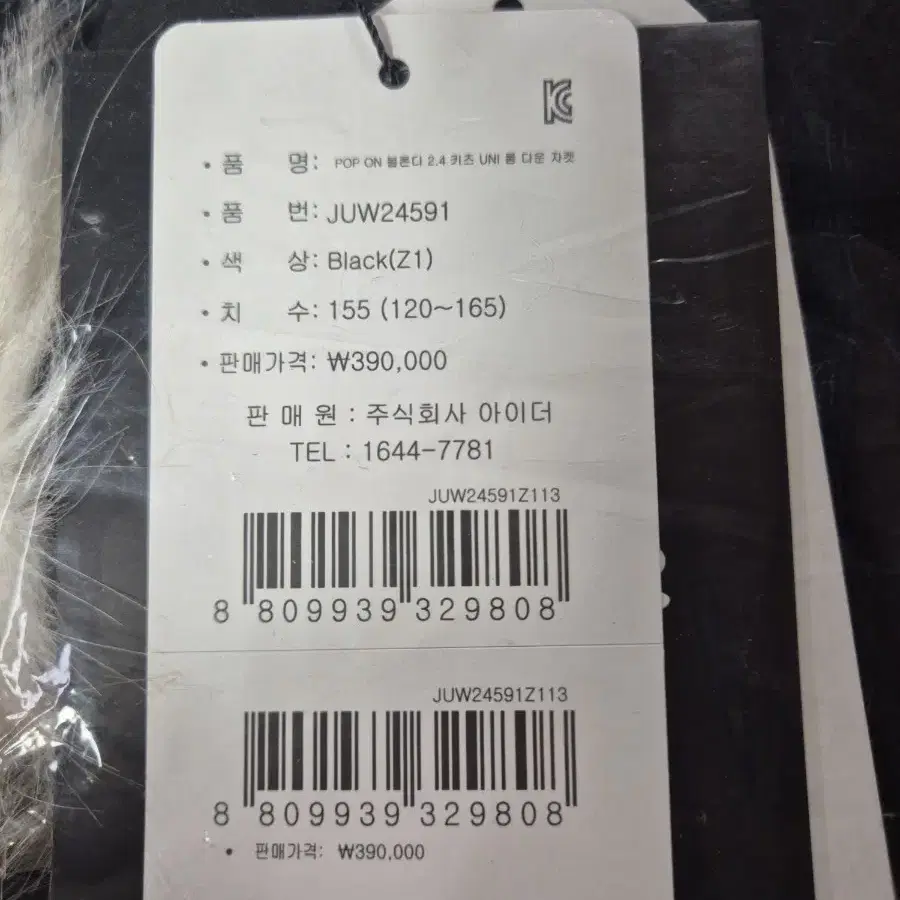 KC
• 품 명: POP ON 블론디 2.4 키즈 UNI 롱 다운 자켓
• 품 번: JUW24591
• 색 상: Black(Z1)
• 치 수: 155 (120~165)
• 판매가격: ₩390,000
판 매 원 : 주식회사 아이더
TEL : 1644-7781
JUW24591Z113
8 809939 329808
JUW24591Z113
8 809939 329808
• 판매가격: ₩390,000